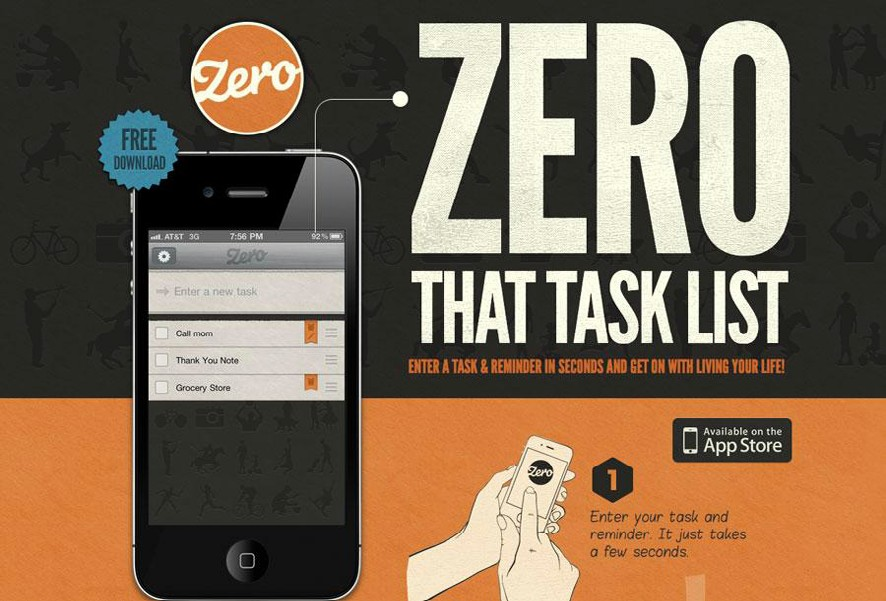 Zero
FREE
DOWNLOAD
ZERO
THAT TASK LIST
ENTER A TASK & REMINDER IN SECONDS AND GET ON WITH LIVING YOUR LIFE!
AT&T 3G 7:56 PM 92%
Zero
Enter a new task
Call mom
Thank You Note
Grocery Store
Available on the
App Store
Zero
1
Enter your task and
reminder. It just takes
a few seconds.